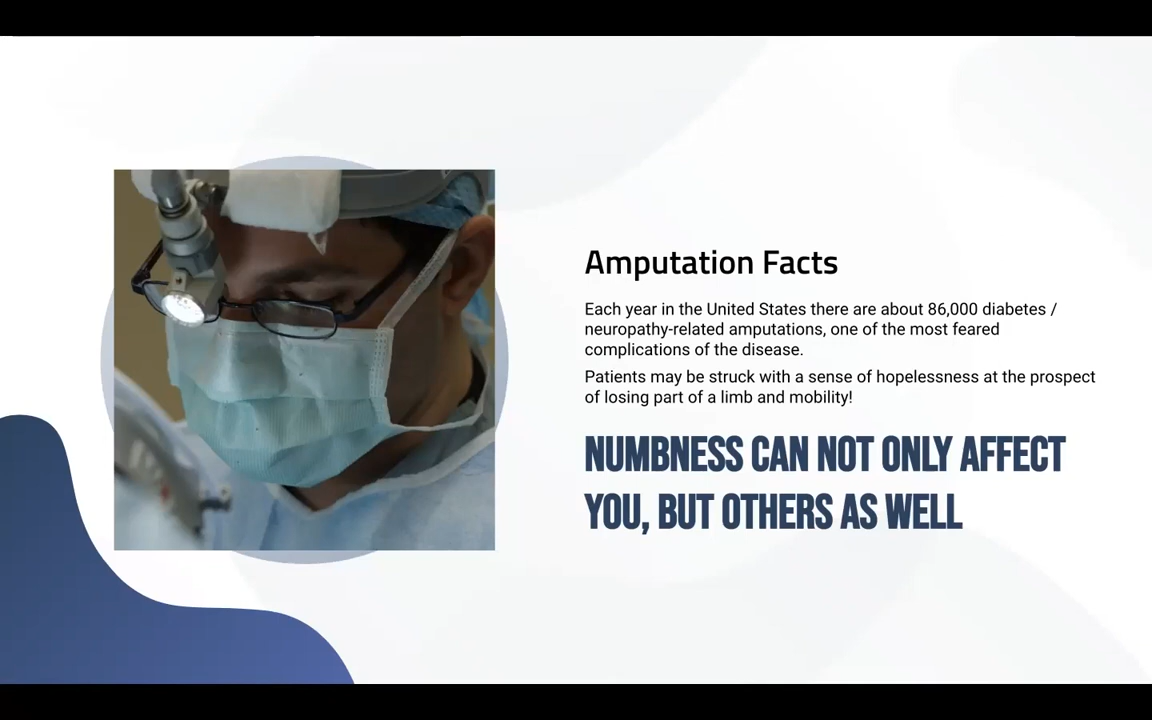 Amputation Facts
Each year in the United States there are about 86,000 diabetes /
neuropathy-related amputations, one of the most feared
complications of the disease.
Patients may be struck with a sense of hopelessness at the prospect
of losing part of a limb and mobility!
NUMBNESS CAN NOT ONLY AFFECT
YOU, BUT OTHERS AS WELL